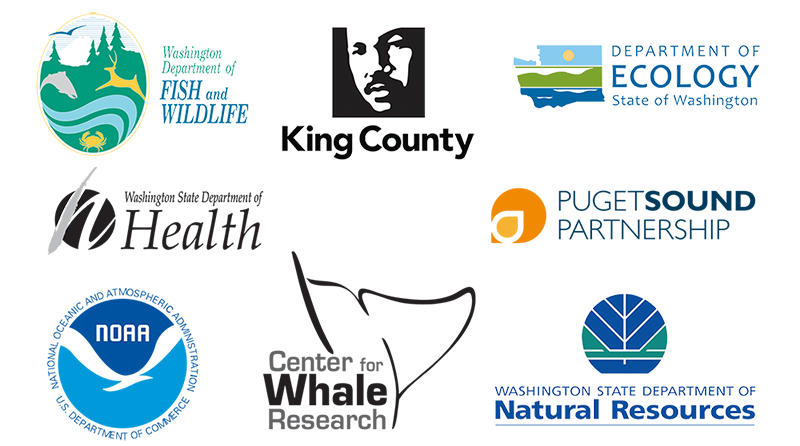 Washington
Department of
FISH and
WILDLIFE
King County
DEPARTMENT OF
ECOLOGY
State of Washington
Washington State Department of
Health
PUGETSOUND
PARTNERSHIP
NATIONAL OCEANIC AND ATMOSPHERIC ADMINISTRATION
NOAA
U.S. DEPARTMENT OF COMMERCE
Center for
Whale
Research
WASHINGTON STATE DEPARTMENT OF
Natural Resources